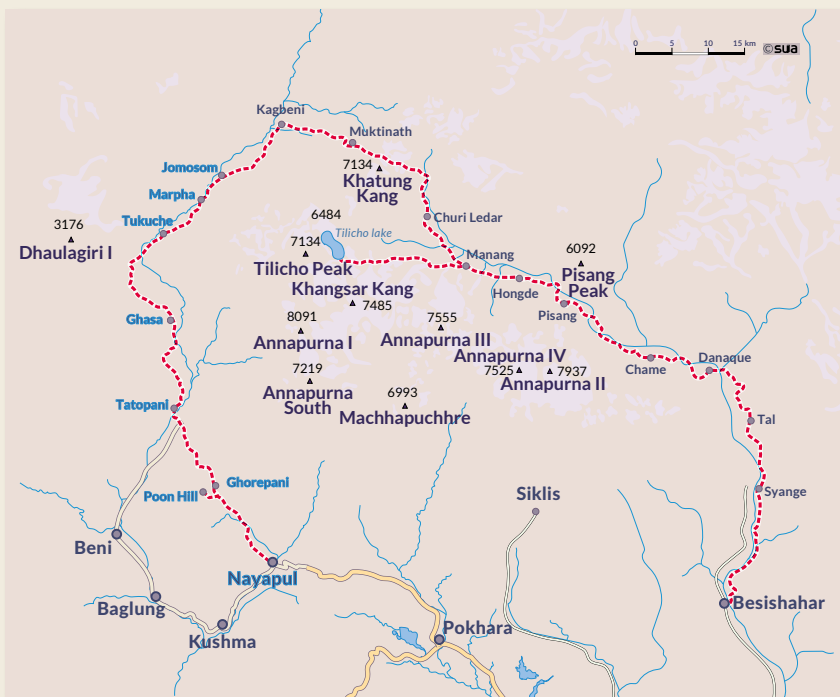 0 5 10 15 km
©sua
Kagbeni
Muktinath
Jomosom
7134
Khatung
Kang
Marpha
6484
Churi Ledar
Tukuche
3176
Dhaulagiri I
Tilicho lake
7134
Tilicho Peak
Manang
6092
Pisang
Peak
Khangsar Kang
7485
Hongde
Pisang
Ghasa
8091
Annapurna I
7555
Annapurna III
Annapurna IV
7525
7937
Annapurna II
Chame
Danaque
7219
Annapurna
South
6993
Machhapuchhre
Tatopani
Tal
Ghorepani
Poon Hill
Siklis
Syange
Beni
Nayapul
Baglung
Besishahar
Kushma
Pokhara